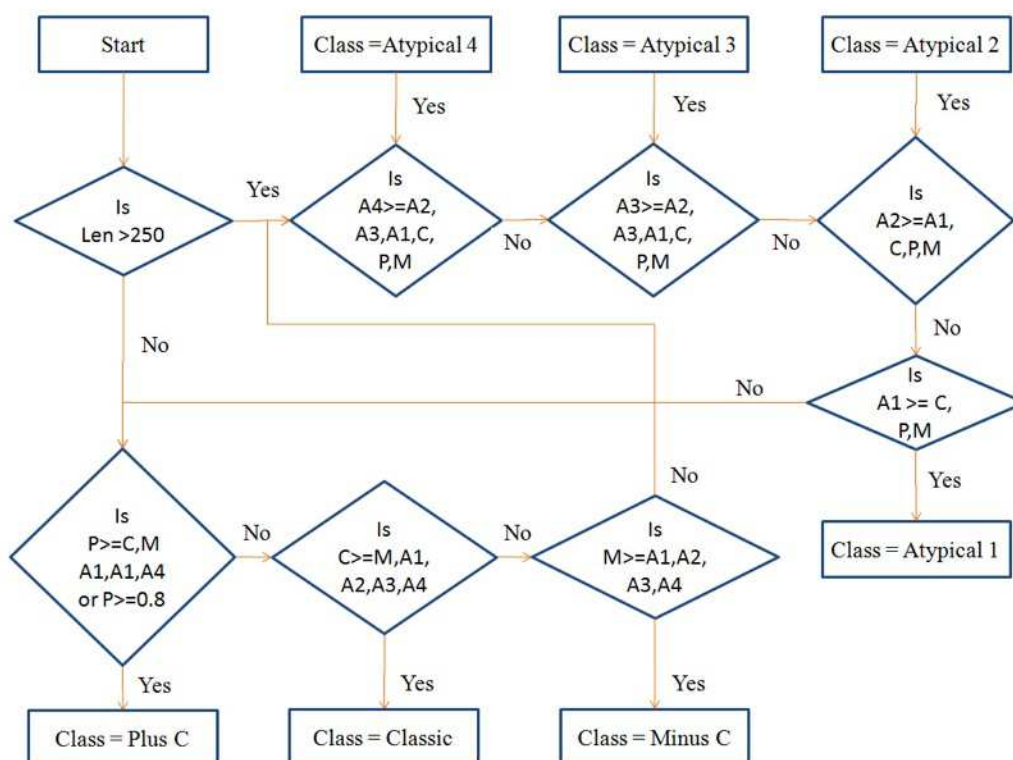 Start
Class = Atypical 4
Class = Atypical 3
Class = Atypical 2
Yes
Yes
Yes
Is
Len >250
Yes
Is
A4>=A2,
A3,A1,C,
P,M
No
Is
A3>=A2,
A3,A1,C,
P,M
No
Is
A2>=A1,
C,P,M
No
No
No
Is
A1 >= C,
P,M
Yes
Class = Atypical 1
Is
P>=C,M
A1,A1,A4
or P>=0.8
No
Is
C>=M,A1,
A2,A3,A4
No
No
Is
M>=A1,A2,
A3,A4
Yes
Yes
Yes
Class = Plus C
Class = Classic
Class = Minus C